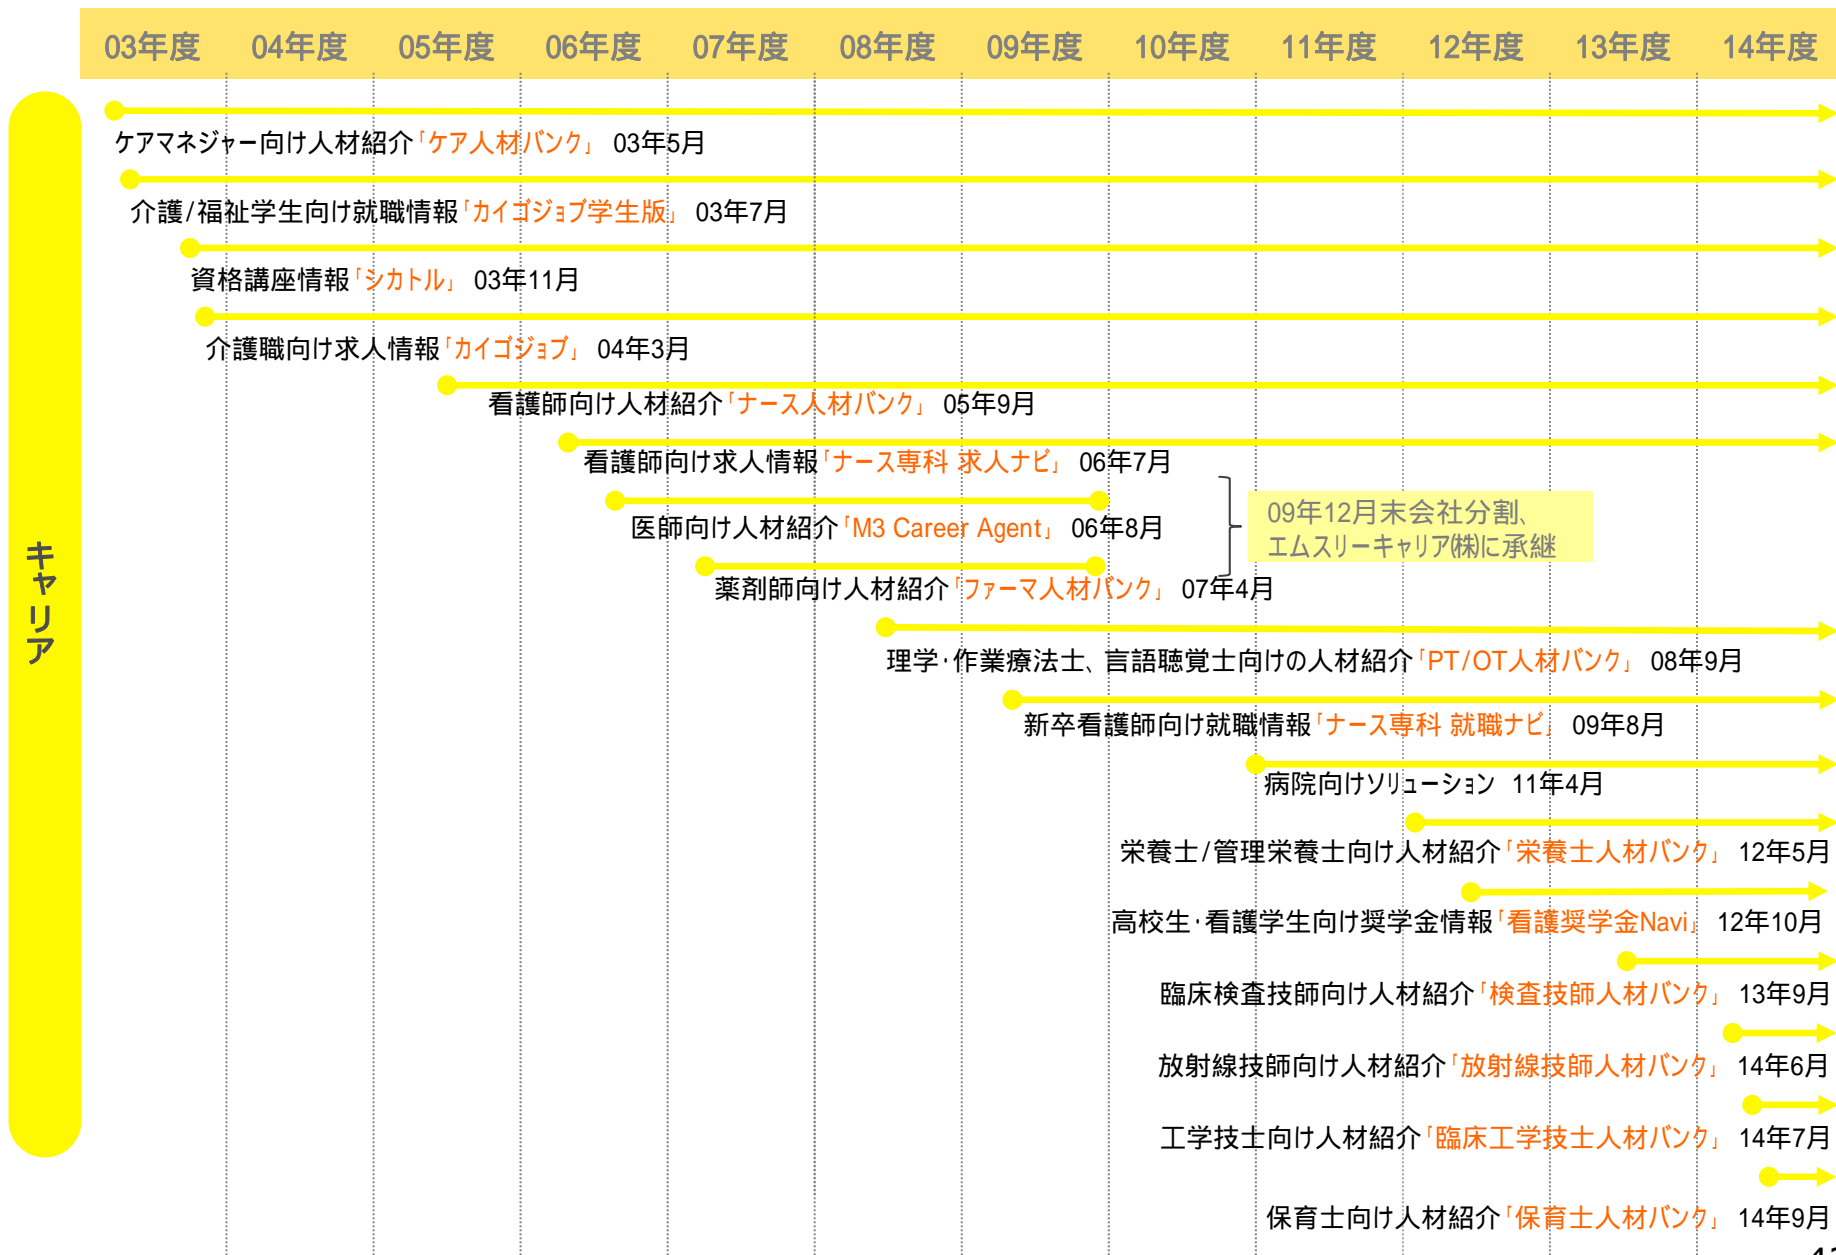 03年度 04年度 05年度 06年度 07年度 08年度 09年度 10年度 11年度 12年度 13年度 14年度
キャリア
ケアマネジャー向け人材紹介「ケア人材バンク」 03年5月
介護/福祉学生向け就職情報「カイゴジョブ学生版」 03年7月
資格講座情報「シカトル」 03年11月
介護職向け求人情報「カイゴジョブ」 04年3月
看護師向け人材紹介「ナース人材バンク」 05年9月
看護師向け求人情報「ナース専科 求人ナビ」 06年7月
医師向け人材紹介「M3 Career Agent」 06年8月
09年12月末会社分割、
エムスリーキャリア㈱に承継
薬剤師向け人材紹介「ファーマ人材バンク」 07年4月
理学・作業療法士、言語聴覚士向けの人材紹介「PT/OT人材バンク」 08年9月
新卒看護師向け就職情報「ナース専科 就職ナビ」 09年8月
病院向けソリューション 11年4月
栄養士/管理栄養士向け人材紹介「栄養士人材バンク」 12年5月
高校生・看護学生向け奨学金情報「看護奨学金Navi」 12年10月
臨床検査技師向け人材紹介「検査技師人材バンク」 13年9月
放射線技師向け人材紹介「放射線技師人材バンク」 14年6月
工学技士向け人材紹介「臨床工学技士人材バンク」 14年7月
保育士向け人材紹介「保育士人材バンク」 14年9月